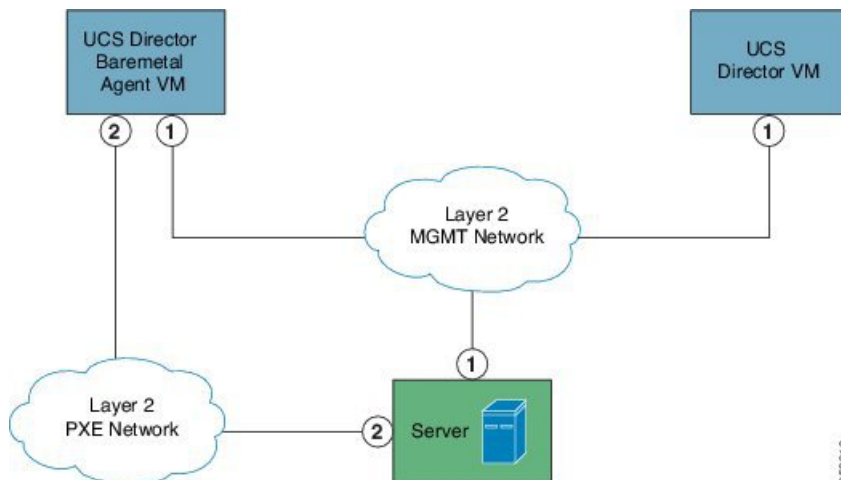 UCS Director
Baremetal
Agent VM
UCS
Director VM
2
1
1
Layer 2
MGMT Network
1
Layer 2
PXE Network
2
Server